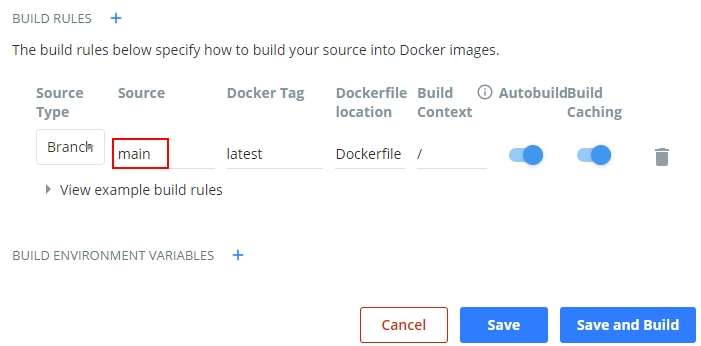 BUILD RULES +
The build rules below specify how to build your source into Docker images.
Source Type Source Docker Tag Dockerfile location Build Context Autobuild Build Caching
Branch main latest Dockerfile /
View example build rules
BUILD ENVIRONMENT VARIABLES +
Cancel Save Save and Build